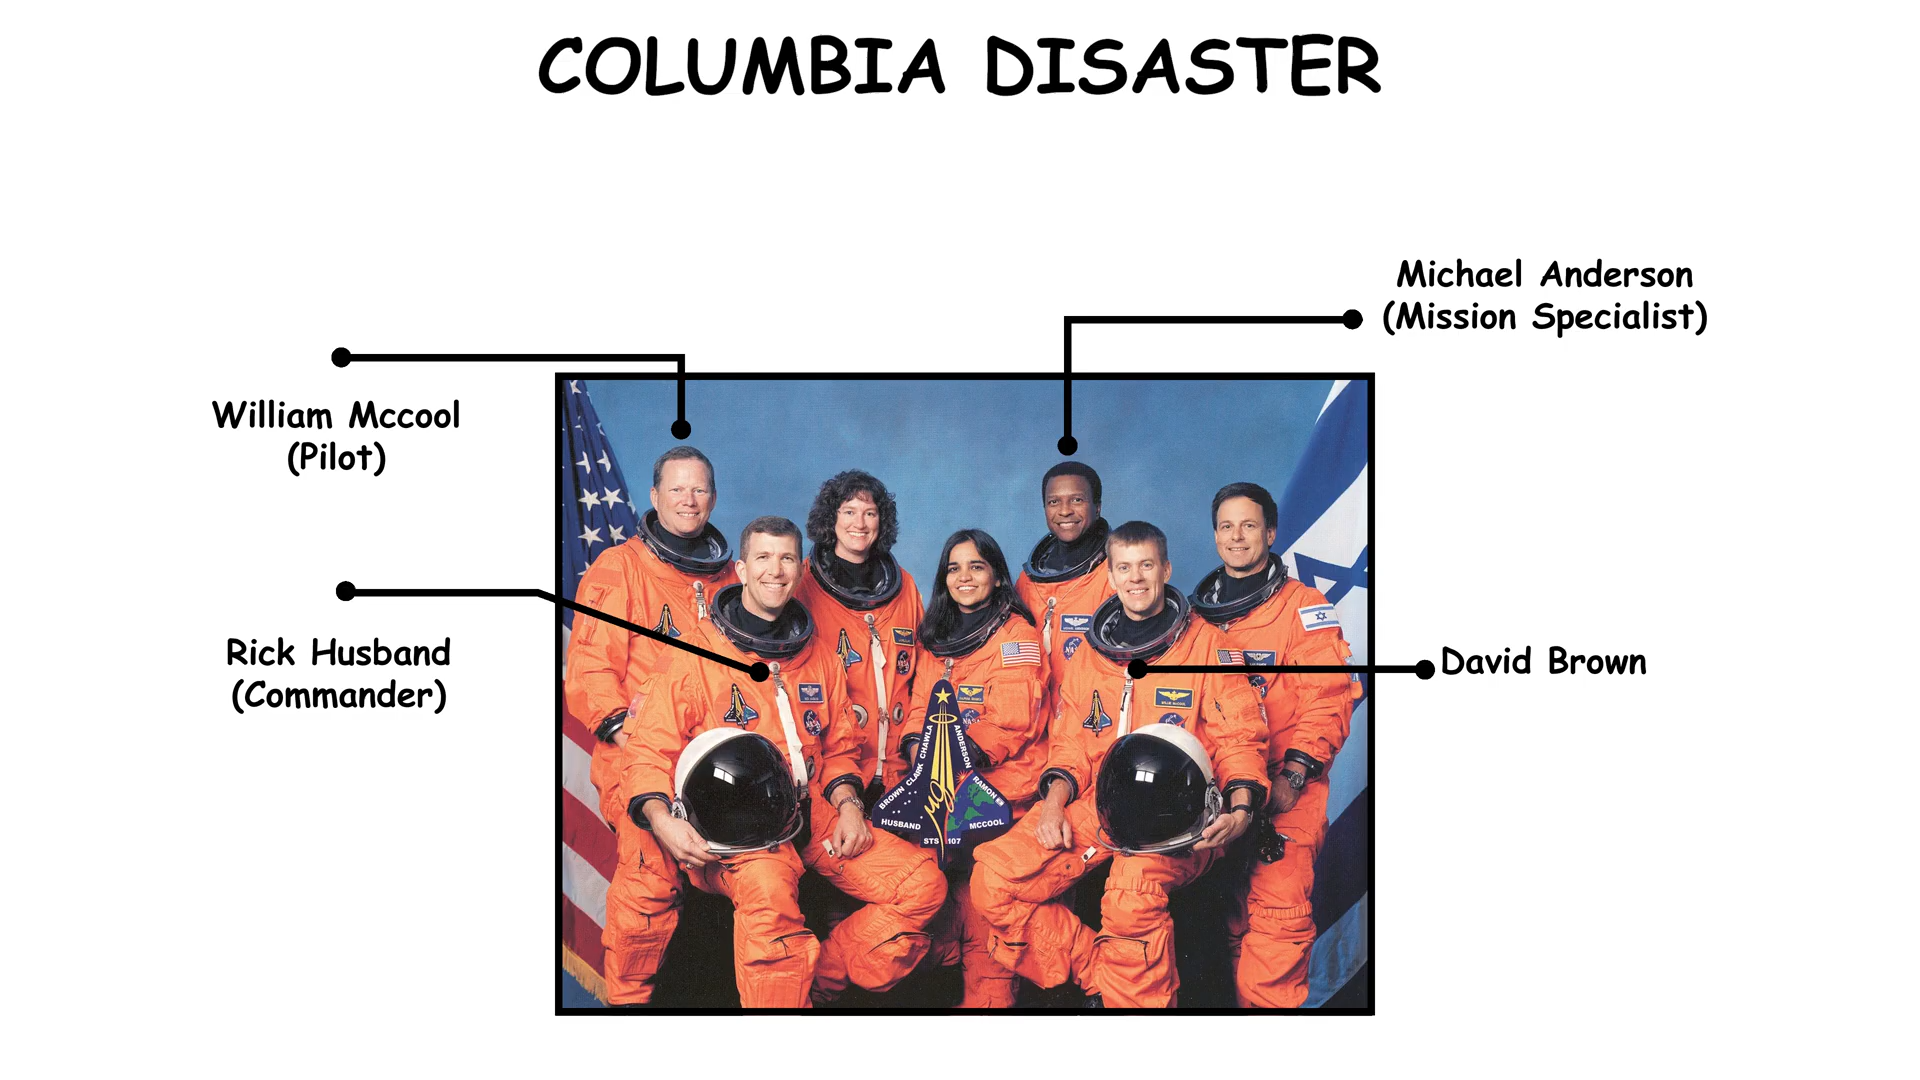 COLUMBIA DISASTER
Michael Anderson
(Mission Specialist)
William Mccool
(Pilot)
Rick Husband
(Commander)
David Brown
BROWN CLARK CHAWLA
ANDERSON
RAMON
HUSBAND
MCCOOL
STS 107
NASA